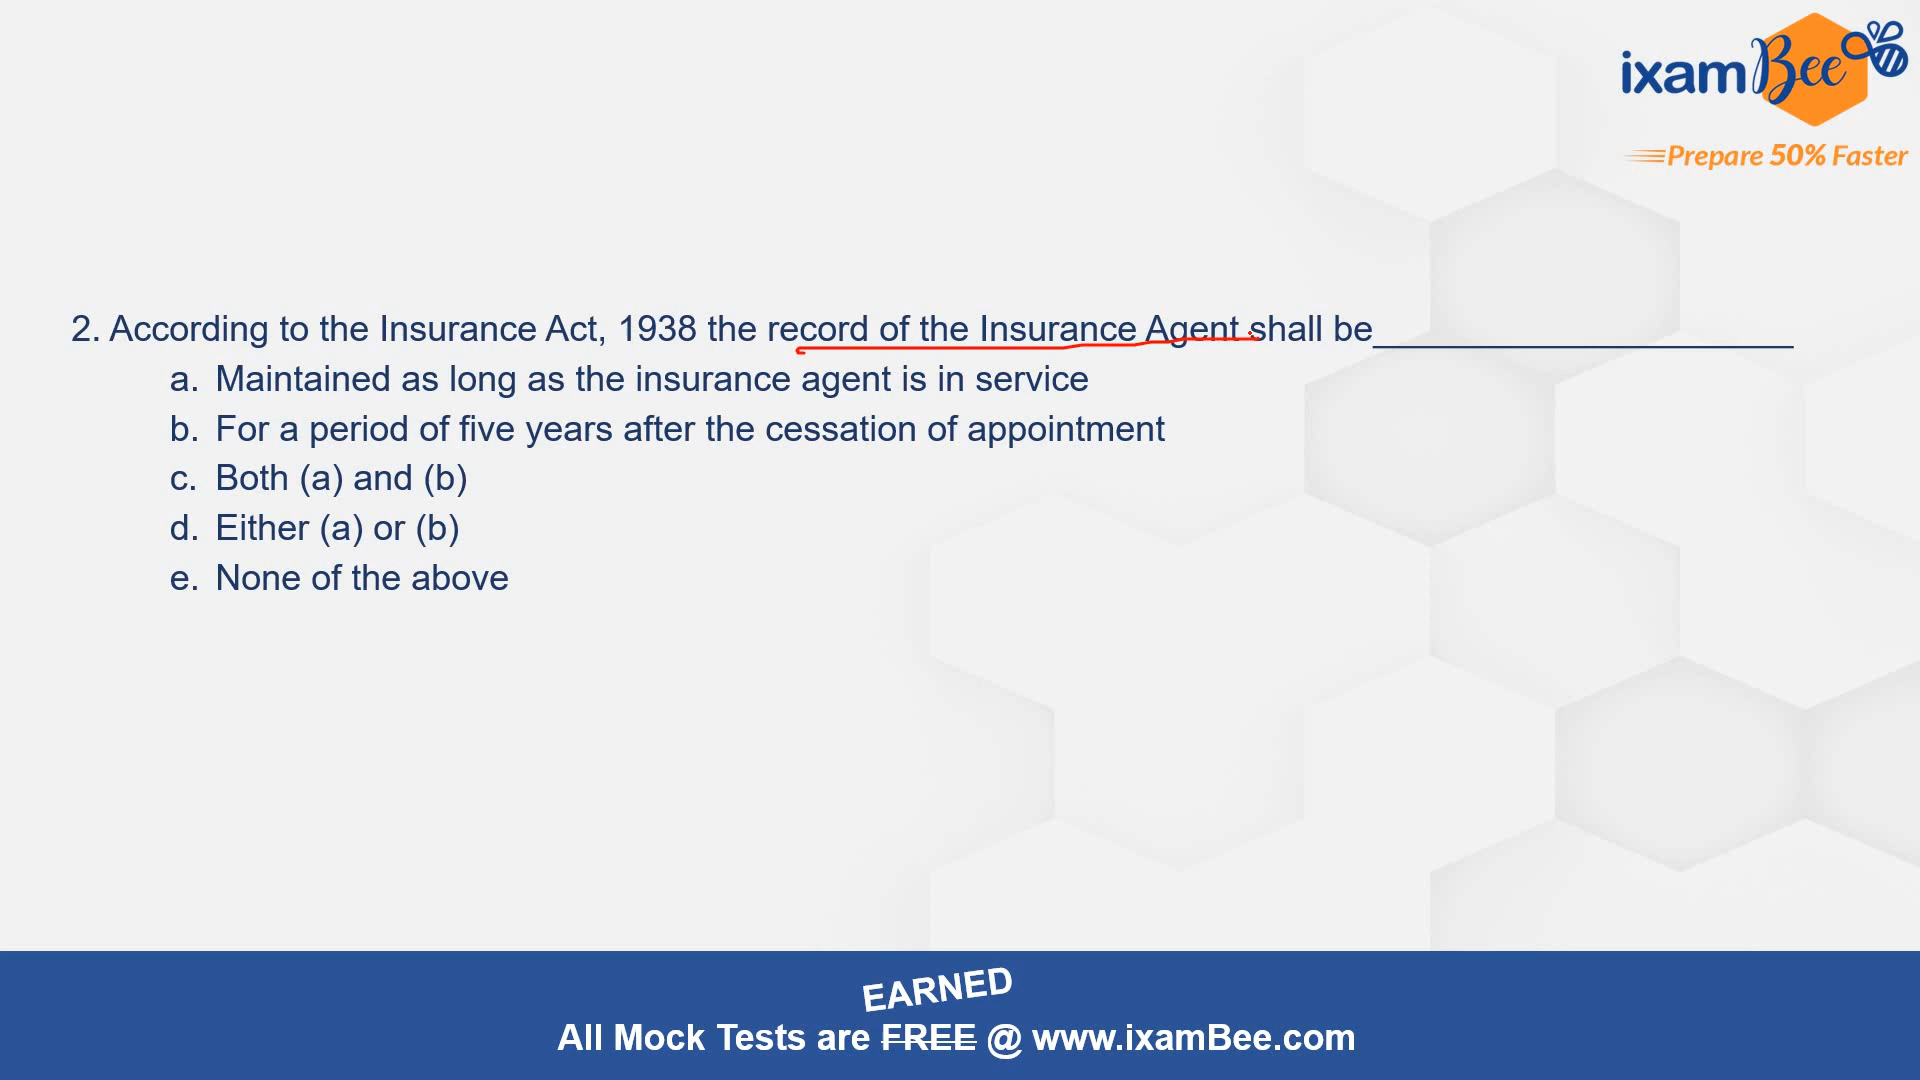 ixamBee
Prepare 50% Faster
2. According to the Insurance Act, 1938 the record of the Insurance Agent shall be______________________
a. Maintained as long as the insurance agent is in service
b. For a period of five years after the cessation of appointment
c. Both (a) and (b)
d. Either (a) or (b)
e. None of the above
EARNED
All Mock Tests are FREE @ www.ixamBee.com